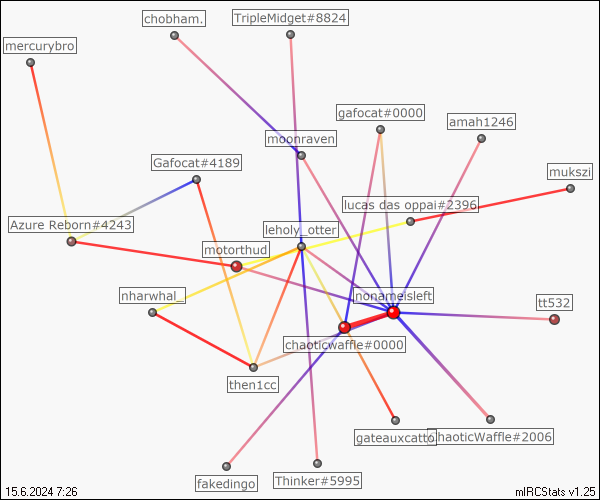 TripleMidget#8824
chobham.
mercurybro
gafocat#0000
amah1246
moonraven
Gafocat#4189
mukszi
lucas das oppai#2396
Azure Reborn#4243
leholy_otter
motorthud
nharwhal_
nonameisleft
tt532
chaoticwaffle#0000
then1cc
gateauxcatto
ChaoticWaffle#2006
fakedingo
Thinker#5995
15.6.2024 7:26
mIRCStats v1.25